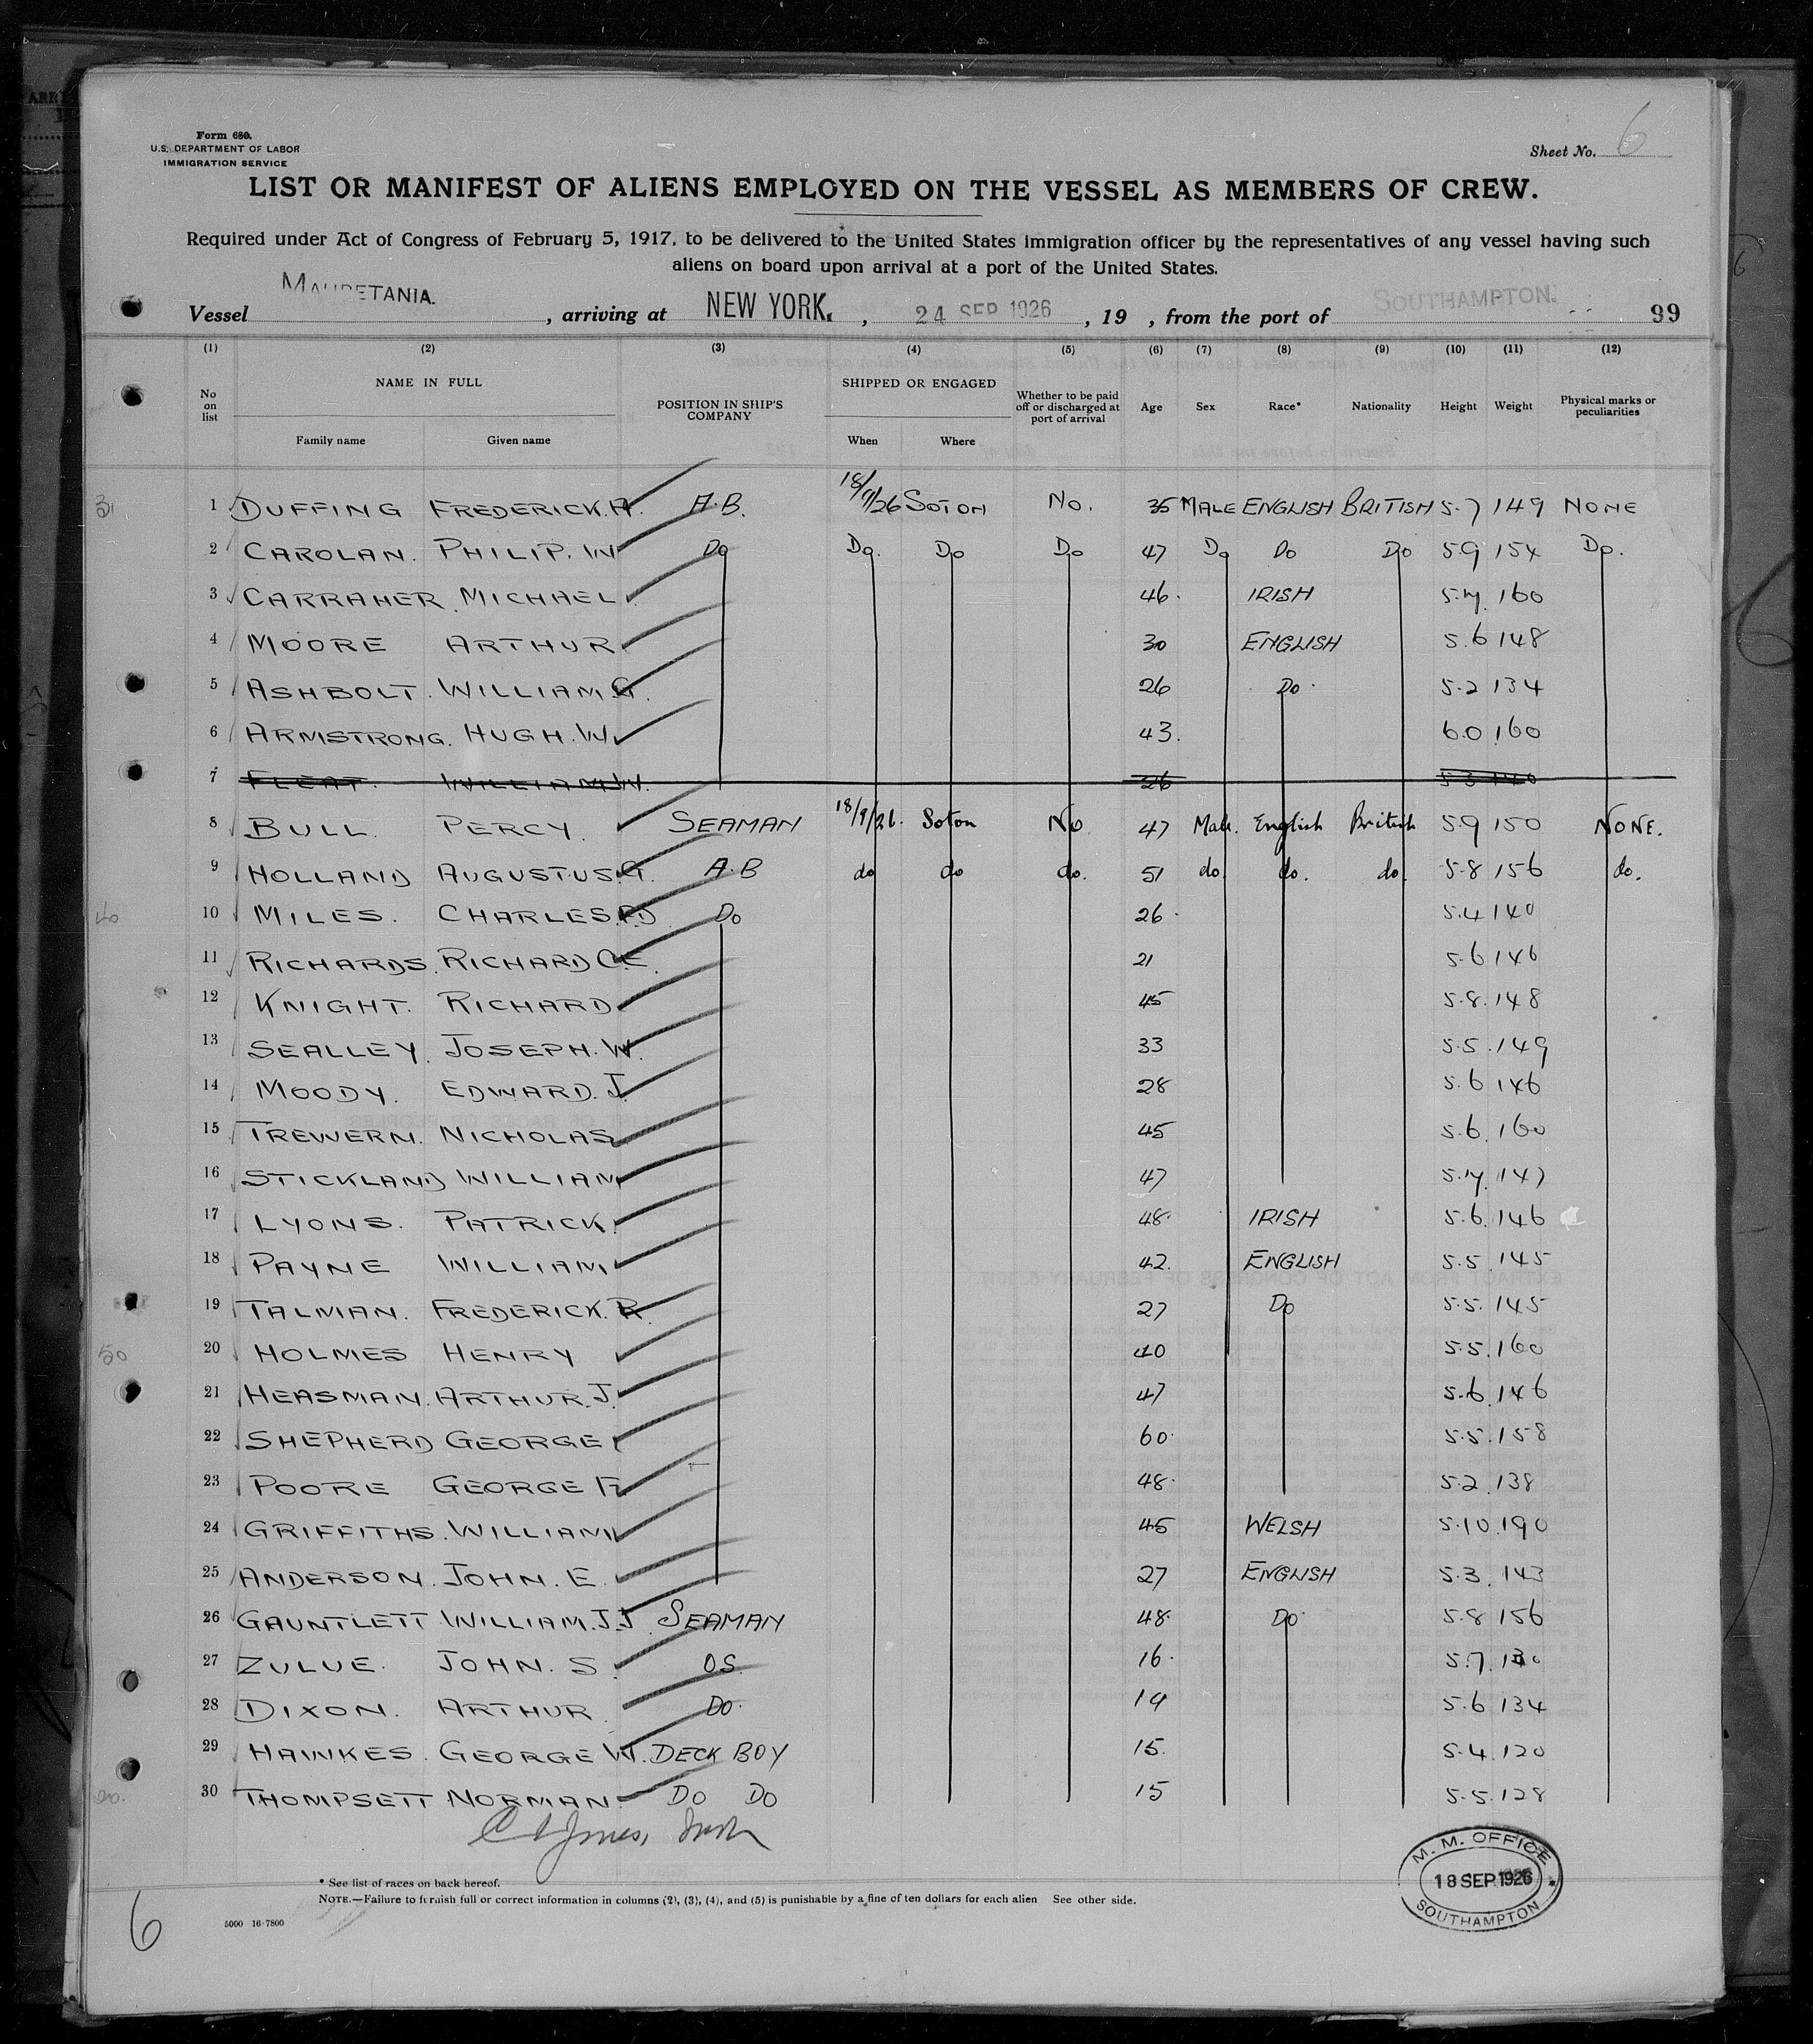 Form 680.
U.S. DEPARTMENT OF LABOR
IMMIGRATION SERVICE
Sheet No. 6
LIST OR MANIFEST OF ALIENS EMPLOYED ON THE VESSEL AS MEMBERS OF CREW.
Required under Act of Congress of February 5, 1917, to be delivered to the United States immigration officer by the representatives of any vessel having such
aliens on board upon arrival at a port of the United States.
Vessel MAURETANIA. , arriving at NEW YORK. , 24 SEP 1926 , 19 , from the port of SOUTHAMPTON. 99
(1) (2) (3) (4) (5) (6) (7) (8) (9) (10) (11) (12)
No on list NAME IN FULL Family name Given name POSITION IN SHIP'S COMPANY SHIPPED OR ENGAGED When Where Whether to be paid off or discharged at port of arrival Age Sex Race* Nationality Height Weight Physical marks or peculiarities
1 DUFFING FREDERICK.A. A.B. 18/9/26 SOTON No. 35 MALE ENGLISH BRITISH 5.7 149 NONE
2 CAROLAN. PHILIP. W Do Do. Do Do 47 Do Do Do 5.9 154 Do.
3 CARRAHER. MICHAEL. 46. IRISH 160
4 MOORE ARTHUR 30 ENGLISH 5.6 148
5 ASHBOLT. WILLIAM.G. 26 Do. 5.2 134
6 ARMSTRONG. HUGH.W. 43. 6.0 160
7 FLEAT. WILLIAM W. 26 5.3 140
8 BULL. PERCY. SEAMAN 18/9/26. Soton No 47 Male. English British 5.9 150 NONE.
9 HOLLAND AUGUSTUS.G. A.B do do do. 51 do. do. do. 5.8 156 do.
10 MILES. CHARLES.P.D Do 26. 5.4 140
11 RICHARDS. RICHARD C.E. 21 5.6 146
12 KNIGHT. RICHARD 45 5.8. 148
13 SEALLEY. JOSEPH.W. 33 5.5. 149
14 MOODY. EDWARD.J. 28 5.6 146
15 TREWERN. NICHOLAS 45 5.6. 160
16 STICKLAND WILLIAM 47 147
17 LYONS. PATRICK. 48. IRISH 5.6. 146
18 PAYNE WILLIAM 42. ENGLISH 5.5. 145
19 TALMAN. FREDERICK.R. 27 Do 5.5. 145
20 HOLMES HENRY 40 5.5. 160
21 HEASMAN. ARTHUR.J. 47 5.6. 146
22 SHEPHERD GEORGE 60. 5.5. 158
23 POORE GEORGE 48. 5.2. 138
24 GRIFFITHS. WILLIAM 45 WELSH 5.10. 190
25 ANDERSON. JOHN. E. 27 ENGLISH 5.3. 143
26 GAUNTLETT WILLIAM.J.J. SEAMAN 48. Do. 5.8 156
27 ZULUE. JOHN. S. O.S. 16. 5.7. 130
28 DIXON. ARTHUR. Do. 19 5.6 134
29 HAWKES. GEORGE W. DECK BOY 15. 5.4. 120
30 THOMPSETT NORMAN. Do Do 15 5.5. 128
* See list of races on back hereof.
NOTE.—Failure to furnish full or correct information in columns (2), (3), (4), and (5) is punishable by a fine of ten dollars for each alien See other side.
5000 16-7800
6
M. M. OFFICE
18 SEP 1926
SOUTHAMPTON